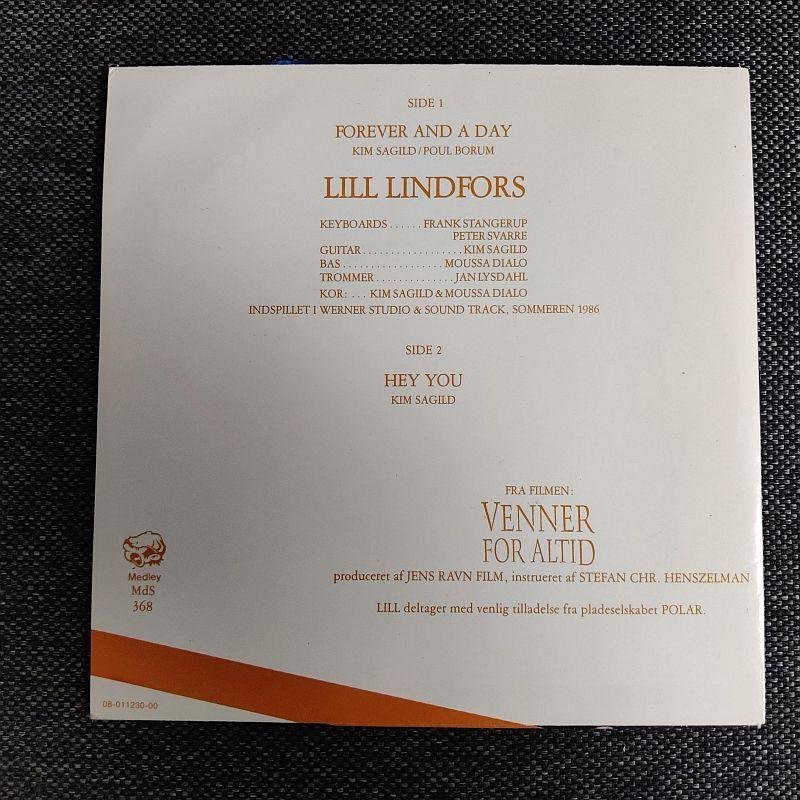 SIDE 1
FOREVER AND A DAY
KIM SAGILD/POUL BORUM
LILL LINDFORS
KEYBOARDS ...... FRANK STANGERUP
PETER SVARRE
GUITAR .................. KIM SAGILD
BAS .................. MOUSSA DIALO
TROMMER .............. JAN LYSDAHL
KOR: ... KIM SAGILD & MOUSSA DIALO
INDSPILLET I WERNER STUDIO & SOUND TRACK, SOMMEREN 1986
SIDE 2
HEY YOU
KIM SAGILD
FRA FILMEN:
VENNER
FOR ALTID
produceret af JENS RAVN FILM, instrueret af STEFAN CHR. HENSZELMAN
LILL deltager med venlig tilladelse fra pladeselskabet POLAR.
Medley
MdS
368
08-011230-00